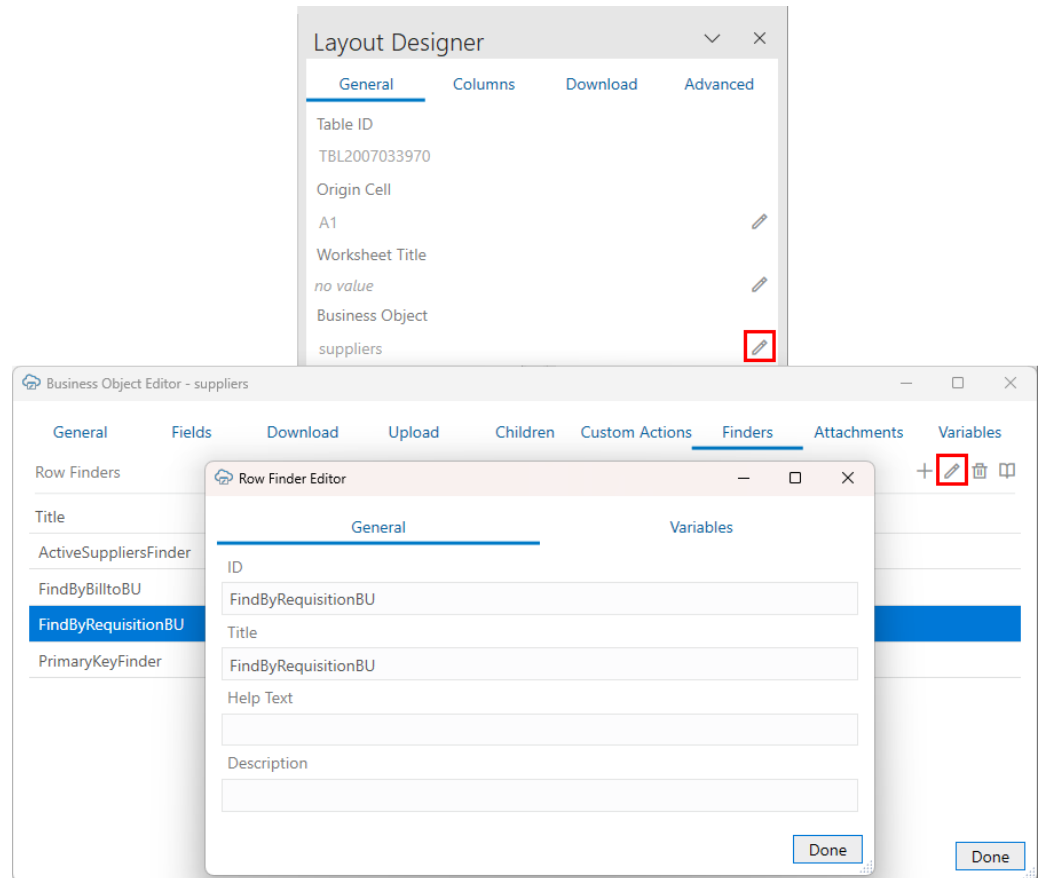 Layout Designer
General Columns Download Advanced
Table ID
TBL2007033970
Origin Cell
A1
Worksheet Title
no value
Business Object
suppliers
Business Object Editor - suppliers
General Fields Download Upload Children Custom Actions Finders Attachments Variables
Row Finders
Title
ActiveSuppliersFinder
FindByBilltoBU
FindByRequisitionBU
PrimaryKeyFinder
Row Finder Editor
General Variables
ID
FindByRequisitionBU
Title
FindByRequisitionBU
Help Text
Description
Done
Done